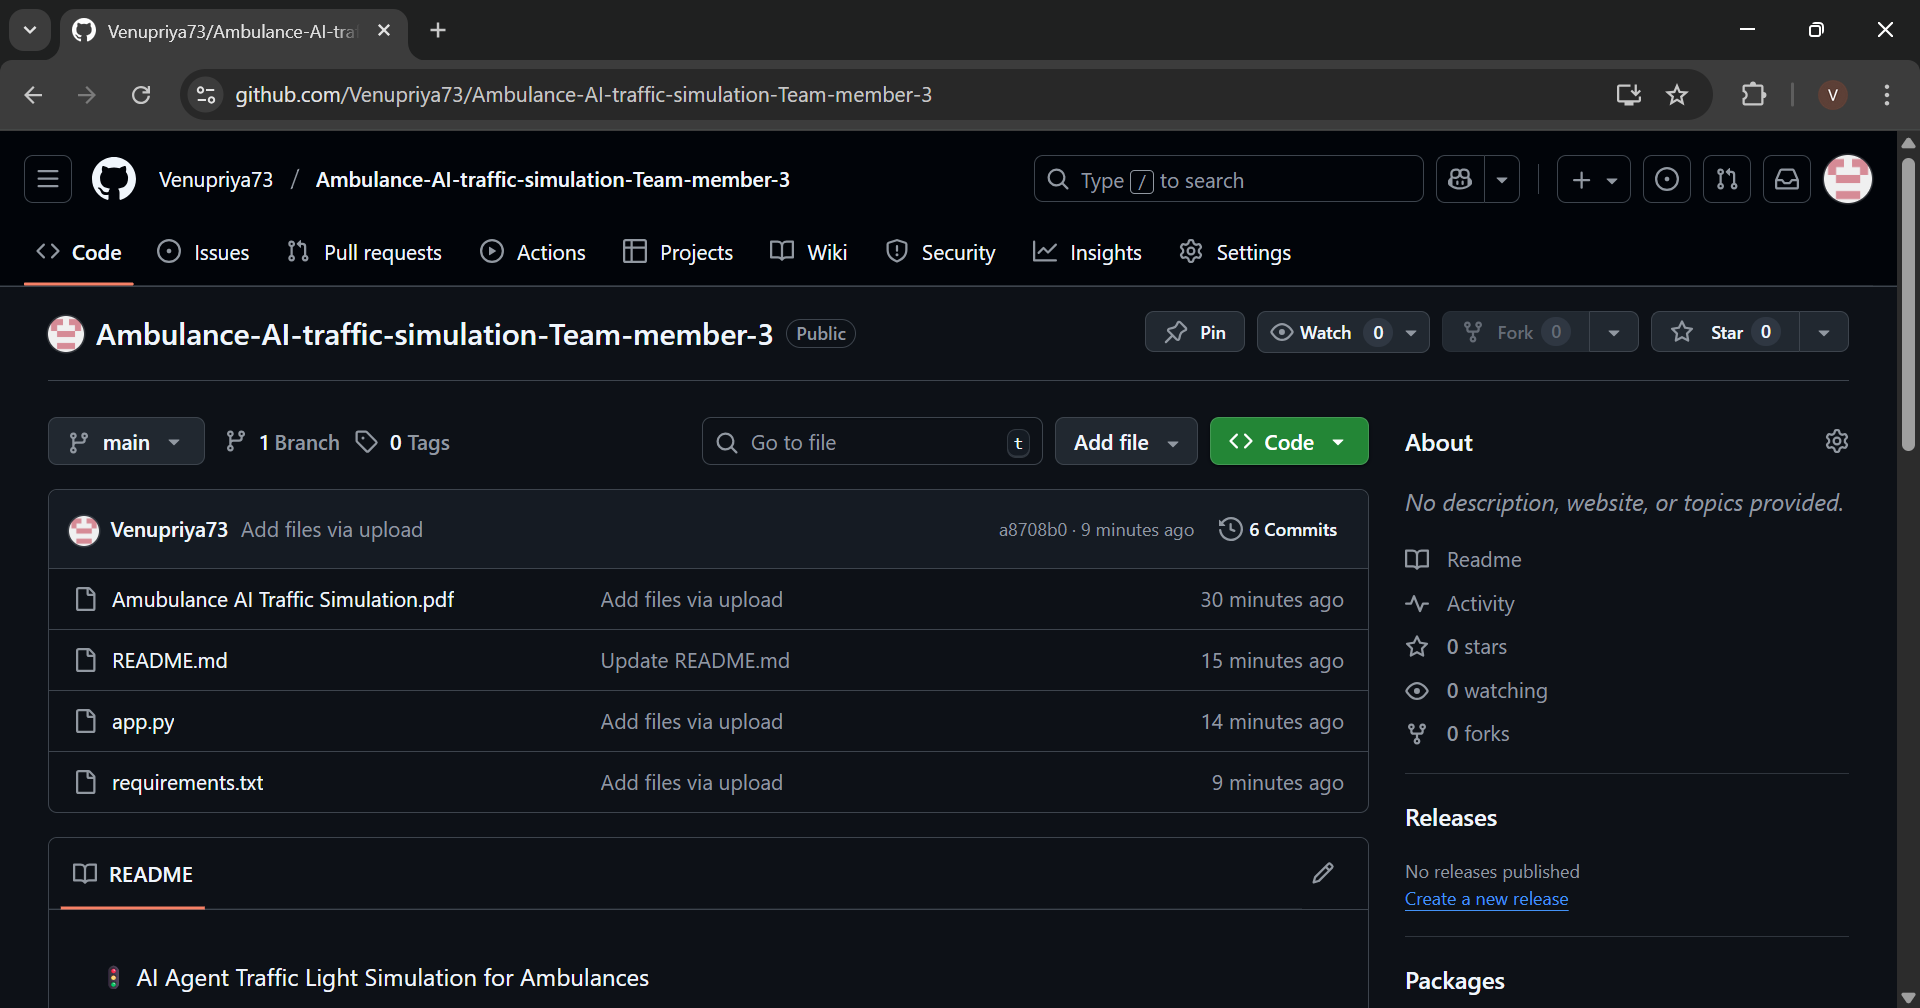 Venupriya73/Ambulance-AI-tra
github.com/Venupriya73/Ambulance-AI-traffic-simulation-Team-member-3
V
Venupriya73 / Ambulance-AI-traffic-simulation-Team-member-3
Type / to search
Code Issues Pull requests Actions Projects Wiki Security Insights Settings
Ambulance-AI-traffic-simulation-Team-member-3 Public
Pin Watch 0 Fork 0 Star 0
main 1 Branch 0 Tags Go to file t Add file Code
Venupriya73 Add files via upload a8708b0 · 9 minutes ago 6 Commits
Amubulance AI Traffic Simulation.pdf Add files via upload 30 minutes ago
README.md Update README.md 15 minutes ago
app.py Add files via upload 14 minutes ago
requirements.txt Add files via upload 9 minutes ago
README
AI Agent Traffic Light Simulation for Ambulances
About
No description, website, or topics provided.
Readme
Activity
0 stars
0 watching
0 forks
Releases
No releases published
Create a new release
Packages